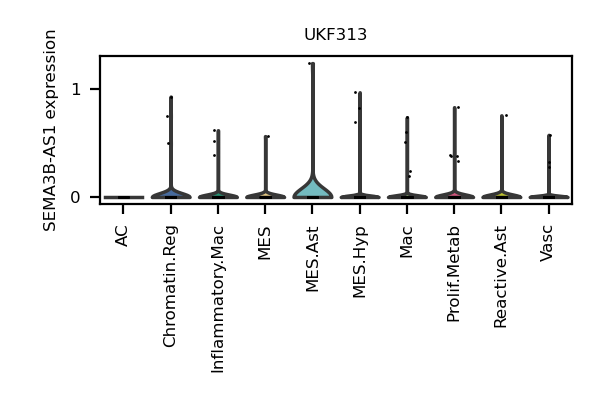 UKF313
SEMA3B-AS1 expression
1
0
AC
Chromatin.Reg
Inflammatory.Mac
MES
MES.Ast
MES.Hyp
Mac
Prolif.Metab
Reactive.Ast
Vasc